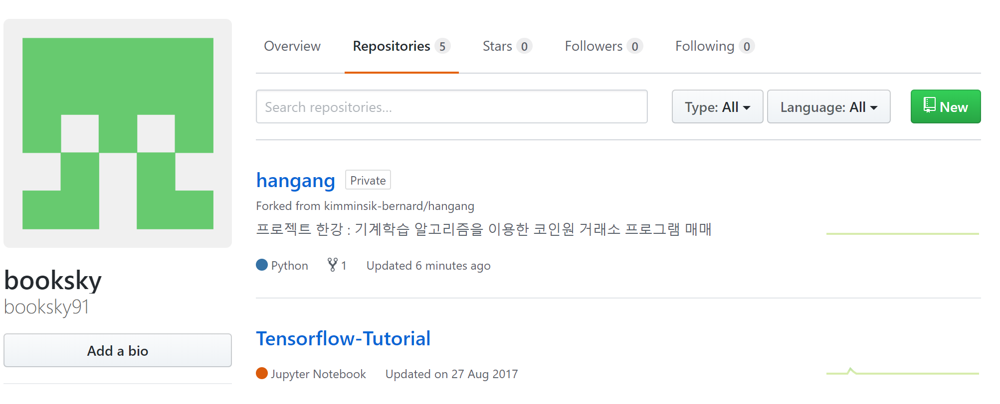 Overview Repositories 5 Stars 0 Followers 0 Following 0
Search repositories... Type: All Language: All New
hangang Private
Forked from kimminsik-bernard/hangang
프로젝트 한강 : 기계학습 알고리즘을 이용한 코인원 거래소 프로그램 매매
Python 1 Updated 6 minutes ago
booksky
booksky91
Add a bio
Tensorflow-Tutorial
Jupyter Notebook Updated on 27 Aug 2017